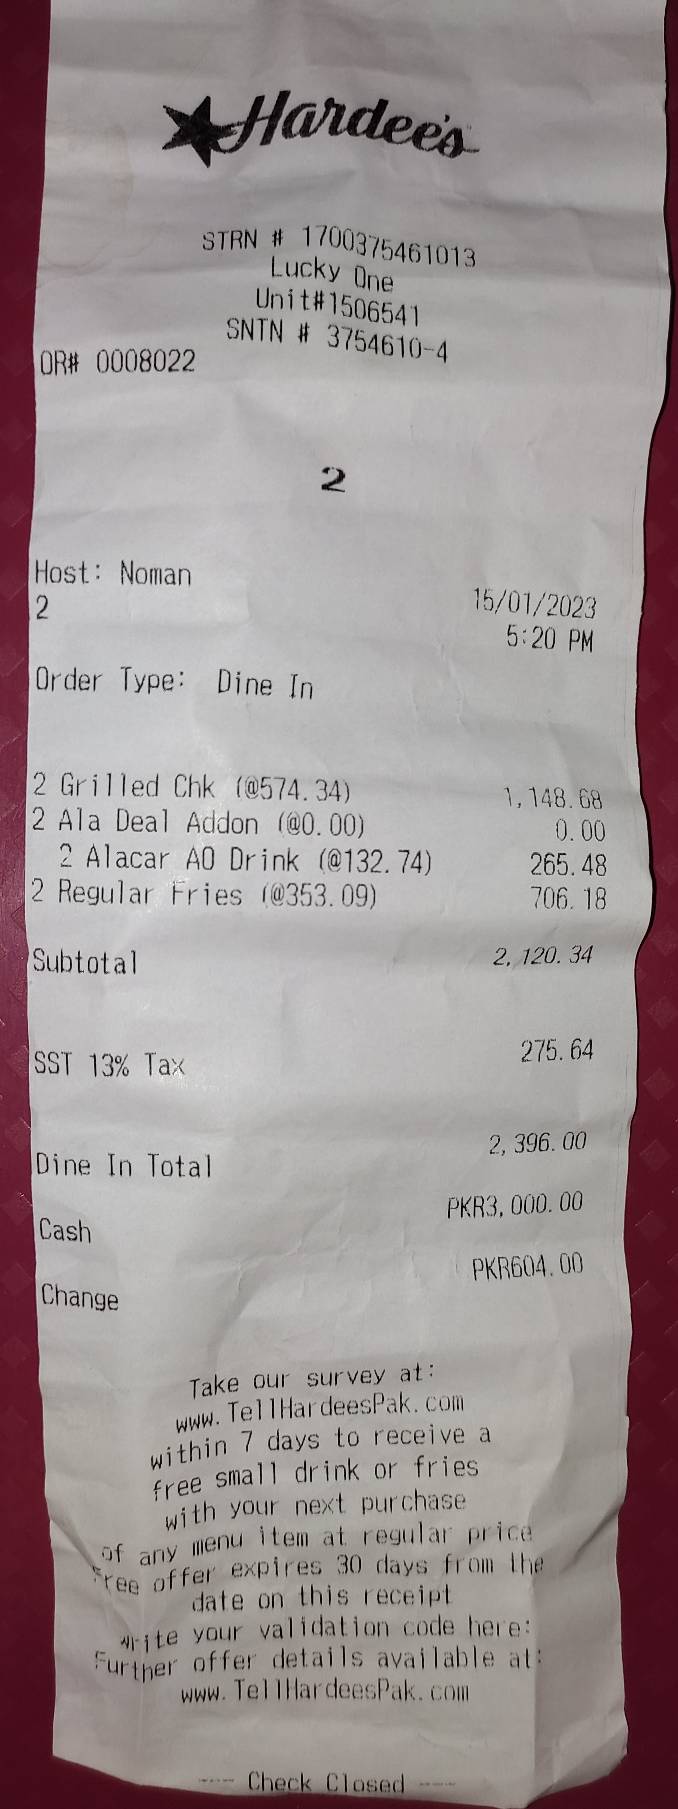 Hardee's
STRN # 1700375461013
Lucky One
Unit#1506541
SNTN # 3754610-4
OR# 0008022
2
Host: Noman
2 15/01/2023
5:20 PM
Order Type: Dine In
2 Grilled Chk (@574.34) 1,148.68
2 Ala Deal Addon (@0.00) 0.00
2 Alacar AO Drink (@132.74) 265.48
2 Regular Fries (@353.09) 706.18
Subtotal 2,120.34
SST 13% Tax 275.64
Dine In Total 2,396.00
Cash PKR3,000.00
Change PKR604.00
Take our survey at:
www.TellHardeesPak.com
within 7 days to receive a
free small drink or fries
with your next purchase
of any menu item at regular price
Free offer expires 30 days from the
date on this receipt
Write your validation code here:
Further offer details available at:
www.TellHardeesPak.com
---- Check Closed ----